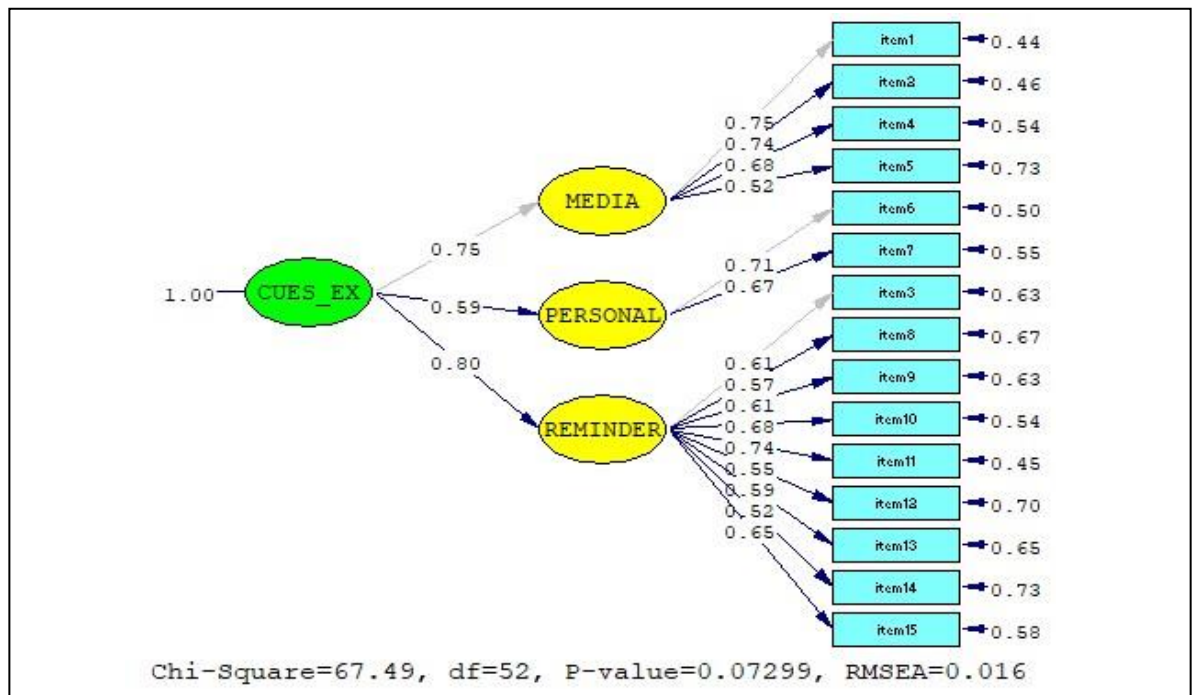 item1
0.44
item2
0.46
item4
0.54
item5
0.73
item6
0.50
item7
0.55
item3
0.63
item8
0.67
item9
0.63
item10
0.54
item11
0.45
item12
0.70
item13
0.65
item14
0.73
item15
0.58
0.75
0.74
0.68
0.52
0.71
0.67
0.61
0.57
0.61
0.68
0.74
0.55
0.59
0.52
0.65
MEDIA
PERSONAL
REMINDER
0.75
0.59
0.80
1.00
CUES_EX
Chi-Square=67.49, df=52, P-value=0.07299, RMSEA=0.016